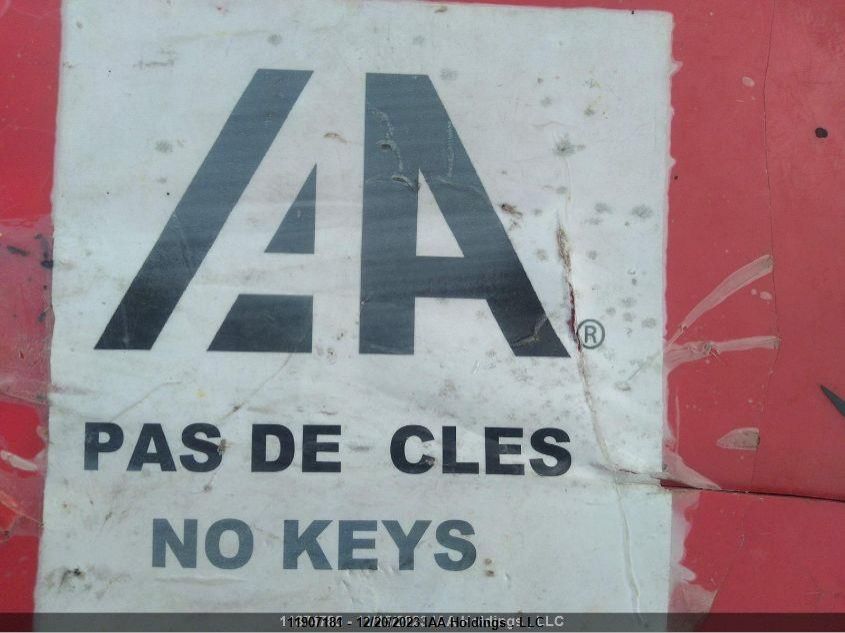 IAA®
PAS DE CLES
NO KEYS
12/20/2023 IAA Holdings, LLC